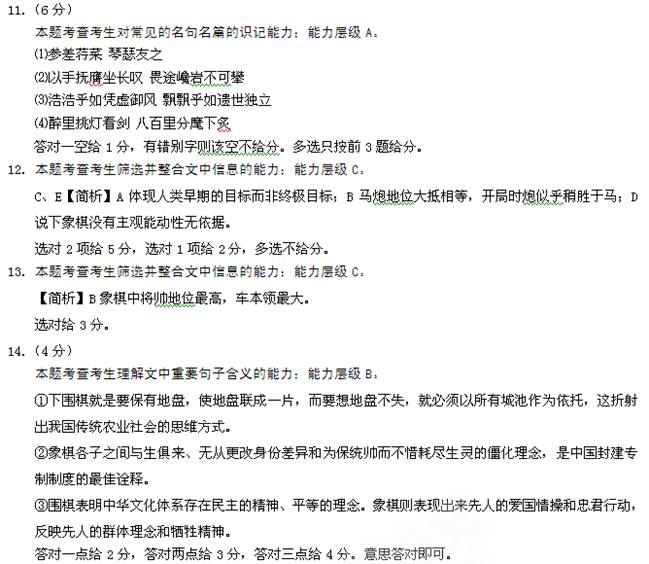 11.（6 分）
本题考查考生对常见的名句名篇的识记能力；能力层级 A。
⑴参差荇菜 琴瑟友之
⑵以手抚膺坐长叹 畏途巉岩不可攀
⑶浩浩乎如凭虚御风 飘飘乎如遗世独立
⑷醉里挑灯看剑 八百里分麾下炙
答对一空给 1 分，有错别字则该空不给分。多选只按前 3 题给分。
12. 本题考查考生筛选并整合文中信息的能力；能力层级 C。
C、E【简析】A 体现人类早期的目标而非终极目标；B 马炮地位大抵相等，开局时炮似乎稍胜于马；D
说下象棋没有主观能动性无依据。
选对 2 项给 5 分，选对 1 项给 2 分，多选不给分。
13. 本题考查考生筛选并整合文中信息的能力；能力层级 C。
【简析】B 象棋中将帅地位最高，车本领最大。
选对给 3 分。
14.（4 分）
本题考查考生理解文中重要句子含义的能力；能力层级 B。
①下围棋就是要保有地盘，使地盘联成一片，而要想地盘不失，就必须以所有城池作为依托，这折射
出我国传统农业社会的思维方式。
②象棋各子之间与生俱来、无从更改身份差异和为保统帅而不惜耗尽生灵的僵化理念，是中国封建专
制制度的最佳诠释。
③围棋表明中华文化体系存在民主的精神、平等的理念。象棋则表现出来先人的爱国情操和忠君行动，
反映先人的群体理念和牺牲精神。
答对一点给 2 分，答对两点给 3 分，答对三点给 4 分。意思答对即可。